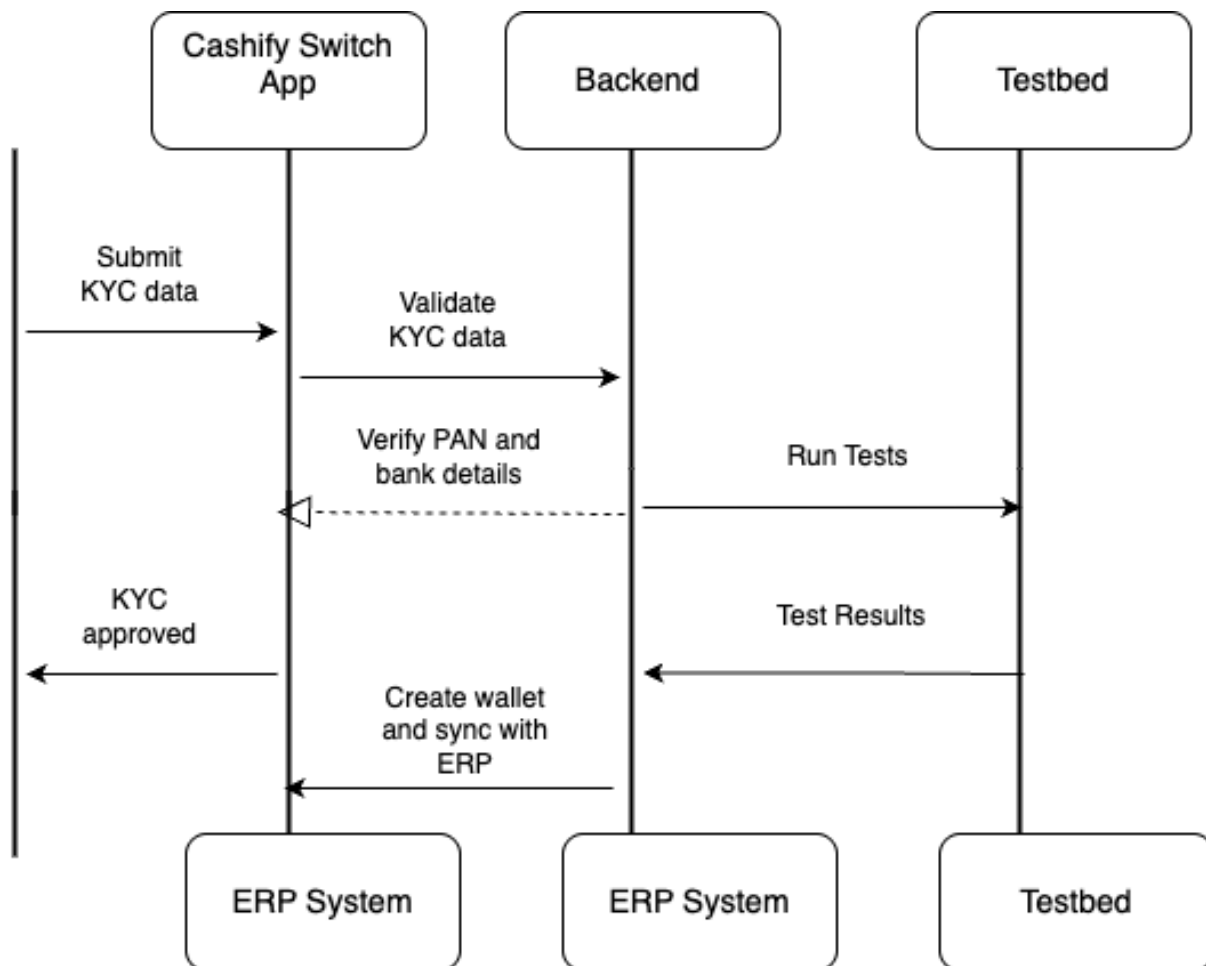 Cashify Switch
App
Backend
Testbed
Submit
KYC data
Validate
KYC data
Verify PAN and
bank details
Run Tests
KYC
approved
Test Results
Create wallet
and sync with
ERP
ERP System
ERP System
Testbed